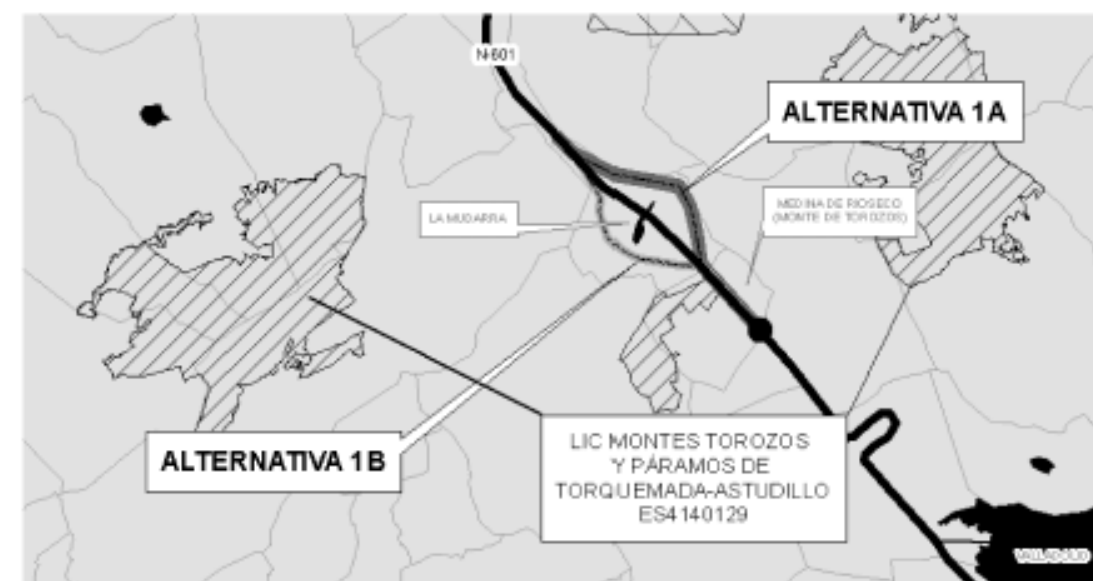 N-601
ALTERNATIVA 1A
LA MUDARRA
MEDINA DE RIOSECO
(MONTE DE TOROZOS)
ALTERNATIVA 1B
LIC MONTES TOROZOS
Y PÁRAMOS DE
TORQUEMADA-ASTUDILLO
ES4140129
VALLADOLID